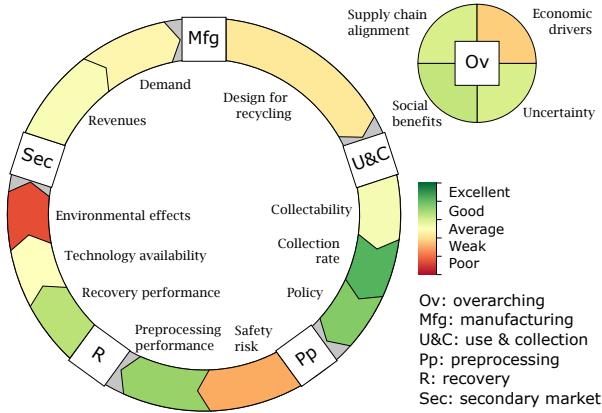 Mfg
Demand
Revenues
Design for
recycling
Sec
U&C
Environmental effects
Collectability
Technology availability
Collection
rate
Recovery performance
Policy
Preprocessing
performance
Safety
risk
R
Pp
Supply chain
alignment
Economic
drivers
Ov
Social
benefits
Uncertainty
Excellent
Good
Average
Weak
Poor
Ov: overarching
Mfg: manufacturing
U&C: use & collection
Pp: preprocessing
R: recovery
Sec: secondary market